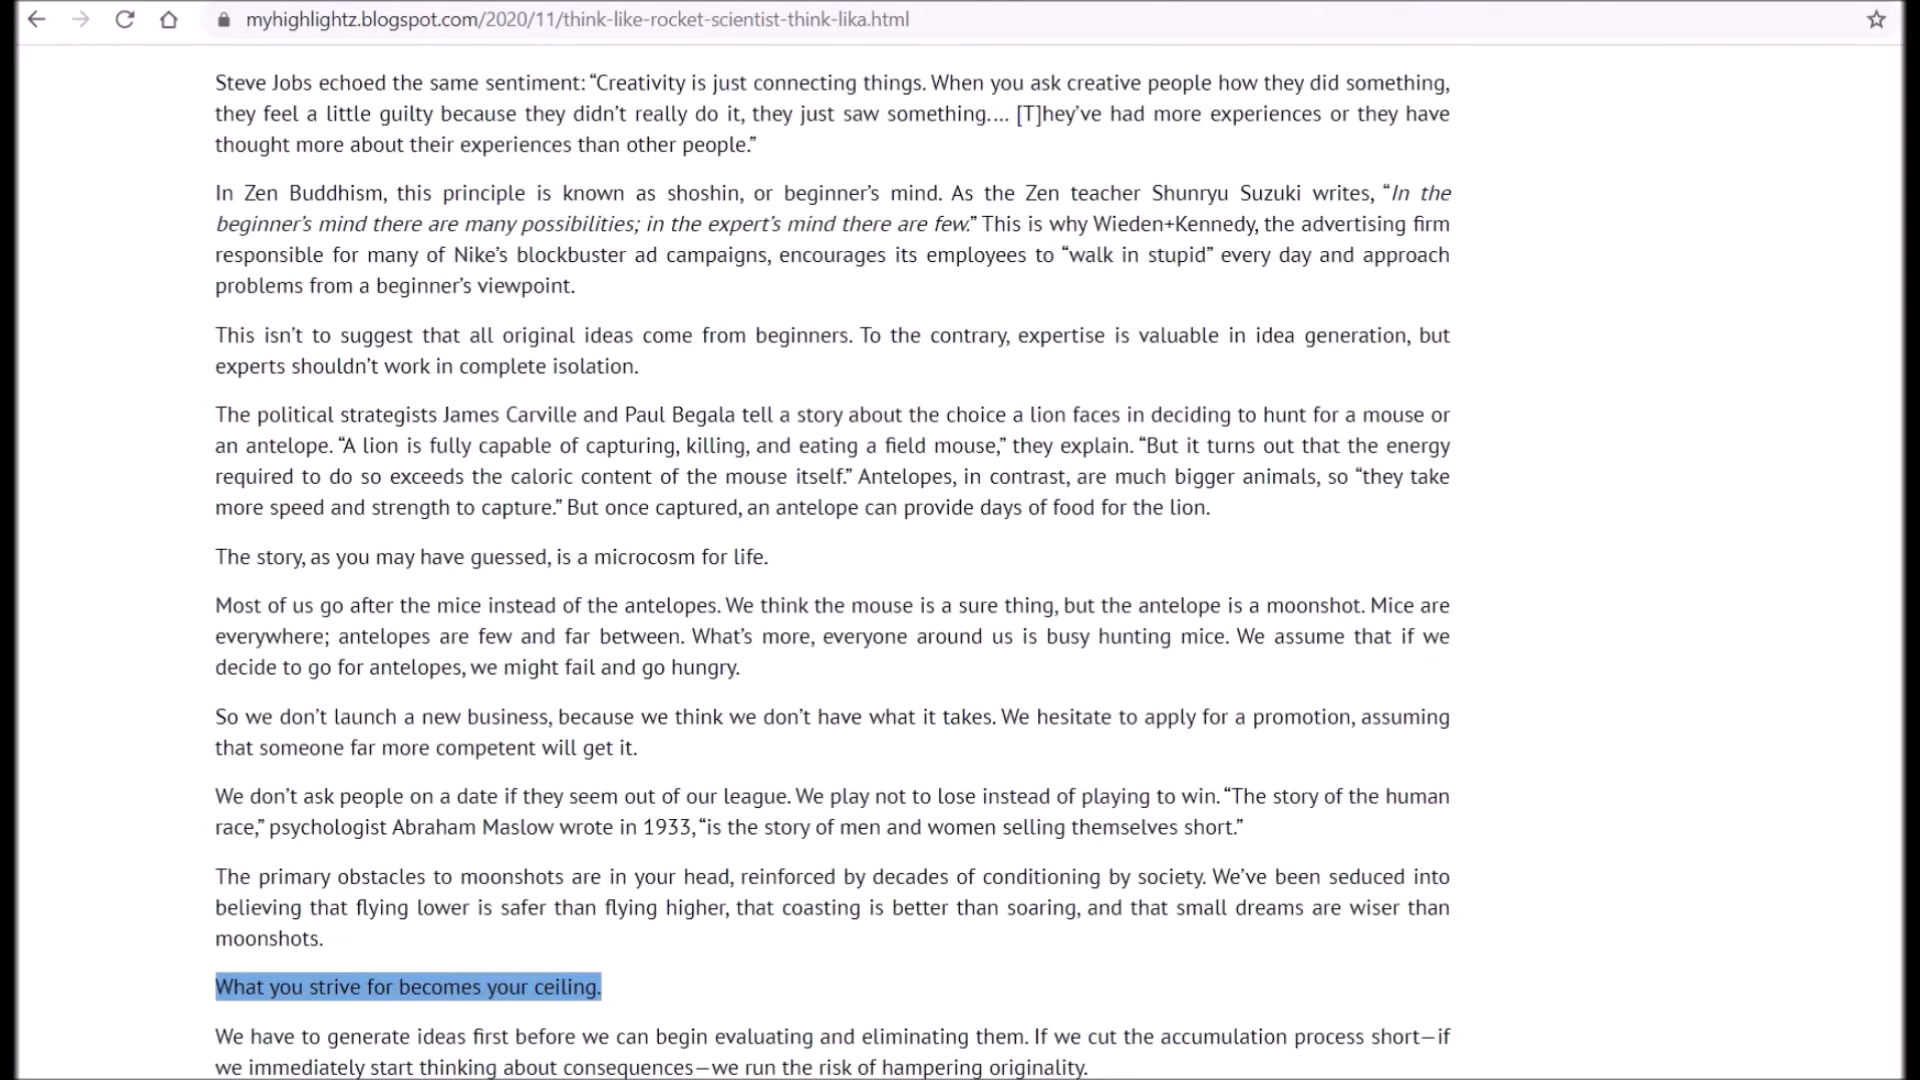 myhighlightz.blogspot.com/2020/11/think-like-rocket-scientist-think-lika.html
Steve Jobs echoed the same sentiment: “Creativity is just connecting things. When you ask creative people how they did something,
they feel a little guilty because they didn’t really do it, they just saw something.... [T]hey’ve had more experiences or they have
thought more about their experiences than other people.”
In Zen Buddhism, this principle is known as shoshin, or beginner’s mind. As the Zen teacher Shunryu Suzuki writes, “In the
beginner’s mind there are many possibilities; in the expert’s mind there are few.” This is why Wieden+Kennedy, the advertising firm
responsible for many of Nike’s blockbuster ad campaigns, encourages its employees to “walk in stupid” every day and approach
problems from a beginner’s viewpoint.
This isn’t to suggest that all original ideas come from beginners. To the contrary, expertise is valuable in idea generation, but
experts shouldn’t work in complete isolation.
The political strategists James Carville and Paul Begala tell a story about the choice a lion faces in deciding to hunt for a mouse or
an antelope. “A lion is fully capable of capturing, killing, and eating a field mouse,” they explain. “But it turns out that the energy
required to do so exceeds the caloric content of the mouse itself.” Antelopes, in contrast, are much bigger animals, so “they take
more speed and strength to capture.” But once captured, an antelope can provide days of food for the lion.
The story, as you may have guessed, is a microcosm for life.
Most of us go after the mice instead of the antelopes. We think the mouse is a sure thing, but the antelope is a moonshot. Mice are
everywhere; antelopes are few and far between. What’s more, everyone around us is busy hunting mice. We assume that if we
decide to go for antelopes, we might fail and go hungry.
So we don’t launch a new business, because we think we don’t have what it takes. We hesitate to apply for a promotion, assuming
that someone far more competent will get it.
We don’t ask people on a date if they seem out of our league. We play not to lose instead of playing to win. “The story of the human
race,” psychologist Abraham Maslow wrote in 1933, “is the story of men and women selling themselves short.”
The primary obstacles to moonshots are in your head, reinforced by decades of conditioning by society. We’ve been seduced into
believing that flying lower is safer than flying higher, that coasting is better than soaring, and that small dreams are wiser than
moonshots.
What you strive for becomes your ceiling.
We have to generate ideas first before we can begin evaluating and eliminating them. If we cut the accumulation process short—if
we immediately start thinking about consequences—we run the risk of hampering originality.